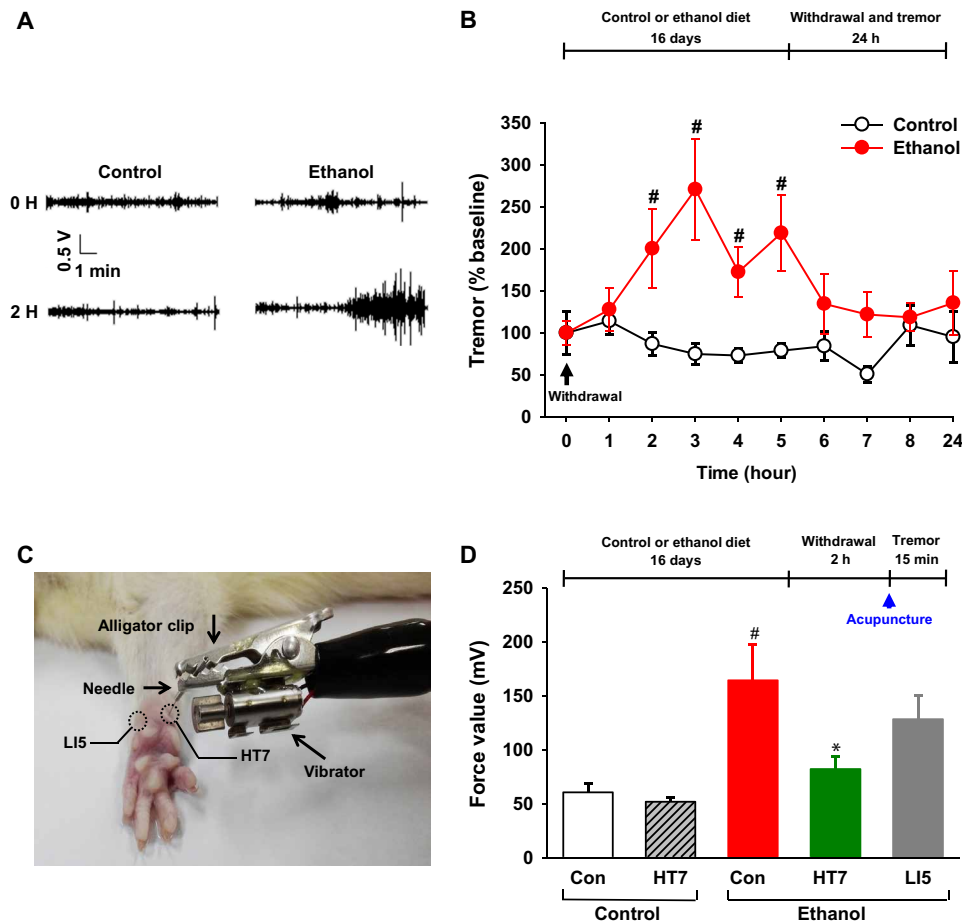 A
Control
Ethanol
0 H
0.5 V
1 min
2 H
B
Control or ethanol diet
16 days
Withdrawal and tremor
24 h
Control
Ethanol
Tremor (% baseline)
350
300
250
200
150
100
50
0
#
#
#
#
Withdrawal
0 1 2 3 4 5 6 7 8 24
Time (hour)
C
Alligator clip
Needle
LI5
HT7
Vibrator
D
Control or ethanol diet
16 days
Withdrawal
2 h
Tremor
15 min
Acupuncture
Force value (mV)
250
200
150
100
50
0
#
*
Con HT7 Con HT7 LI5
Control Ethanol